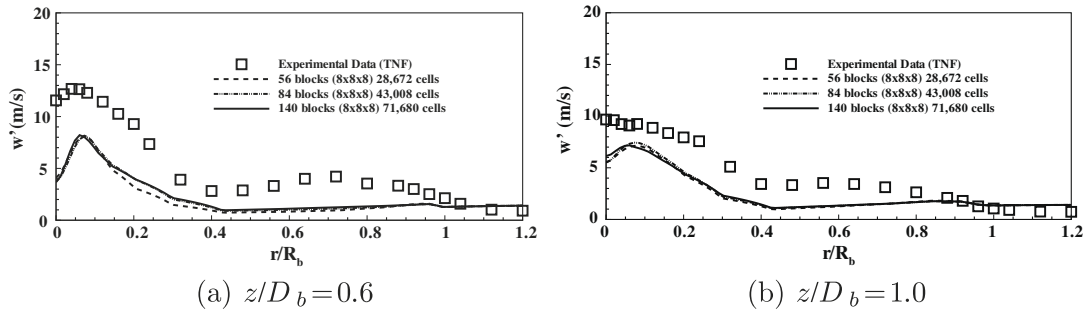 20
15
10
5
0
w' (m/s)
Experimental Data (TNF)
56 blocks (8x8x8) 28,672 cells
84 blocks (8x8x8) 43,008 cells
140 blocks (8x8x8) 71,680 cells
0 0.2 0.4 0.6 0.8 1 1.2
r/R_b
(a) z/D_b=0.6
20
15
10
5
0
w' (m/s)
Experimental Data (TNF)
56 blocks (8x8x8) 28,672 cells
84 blocks (8x8x8) 43,008 cells
140 blocks (8x8x8) 71,680 cells
0 0.2 0.4 0.6 0.8 1 1.2
r/R_b
(b) z/D_b=1.0